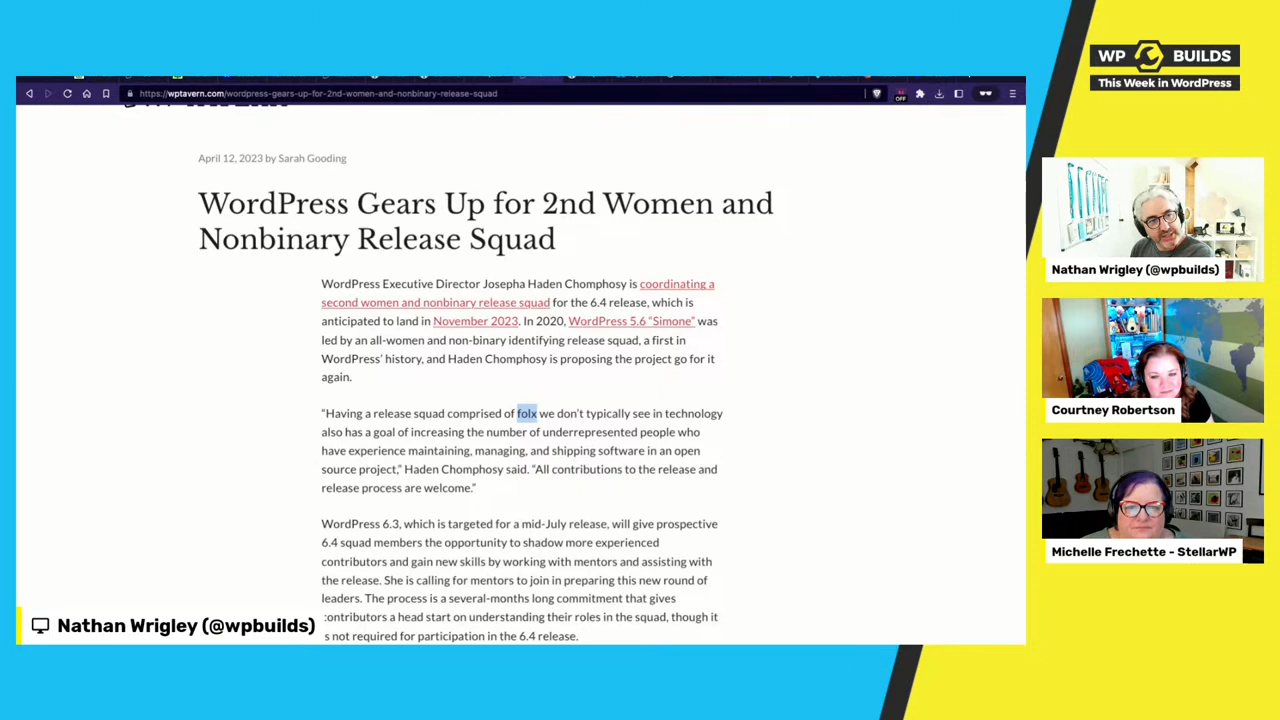 WP BUILDS
This Week in WordPress
https://wptavern.com/wordpress-gears-up-for-2nd-women-and-nonbinary-release-squad
OFF
April 12, 2023 by Sarah Gooding
WordPress Gears Up for 2nd Women and
Nonbinary Release Squad
WordPress Executive Director Josepha Haden Chomphosy is coordinating a
second women and nonbinary release squad for the 6.4 release, which is
anticipated to land in November 2023. In 2020, WordPress 5.6 “Simone” was
led by an all-women and non-binary identifying release squad, a first in
WordPress’ history, and Haden Chomphosy is proposing the project go for it
again.
“Having a release squad comprised of folx we don’t typically see in technology
also has a goal of increasing the number of underrepresented people who
have experience maintaining, managing, and shipping software in an open
source project,” Haden Chomphosy said. “All contributions to the release and
release process are welcome.”
WordPress 6.3, which is targeted for a mid-July release, will give prospective
6.4 squad members the opportunity to shadow more experienced
contributors and gain new skills by working with mentors and assisting with
the release. She is calling for mentors to join in preparing this new round of
leaders. The process is a several-months long commitment that gives
contributors a head start on understanding their roles in the squad, though it
s not required for participation in the 6.4 release.
Nathan Wrigley (@wpbuilds)
Nathan Wrigley (@wpbuilds)
Courtney Robertson
Michelle Frechette - StellarWP